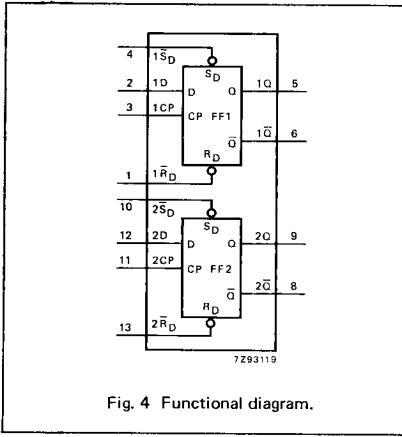 4 1S̅D
SD
2 1D D Q 1Q 5
3 1CP CP FF1
Q̅ 1Q̅ 6
RD
1 1R̅D
10 2S̅D
SD
12 2D D Q 2Q 9
11 2CP CP FF2
Q̅ 2Q̅ 8
RD
13 2R̅D
7Z93119
Fig. 4 Functional diagram.